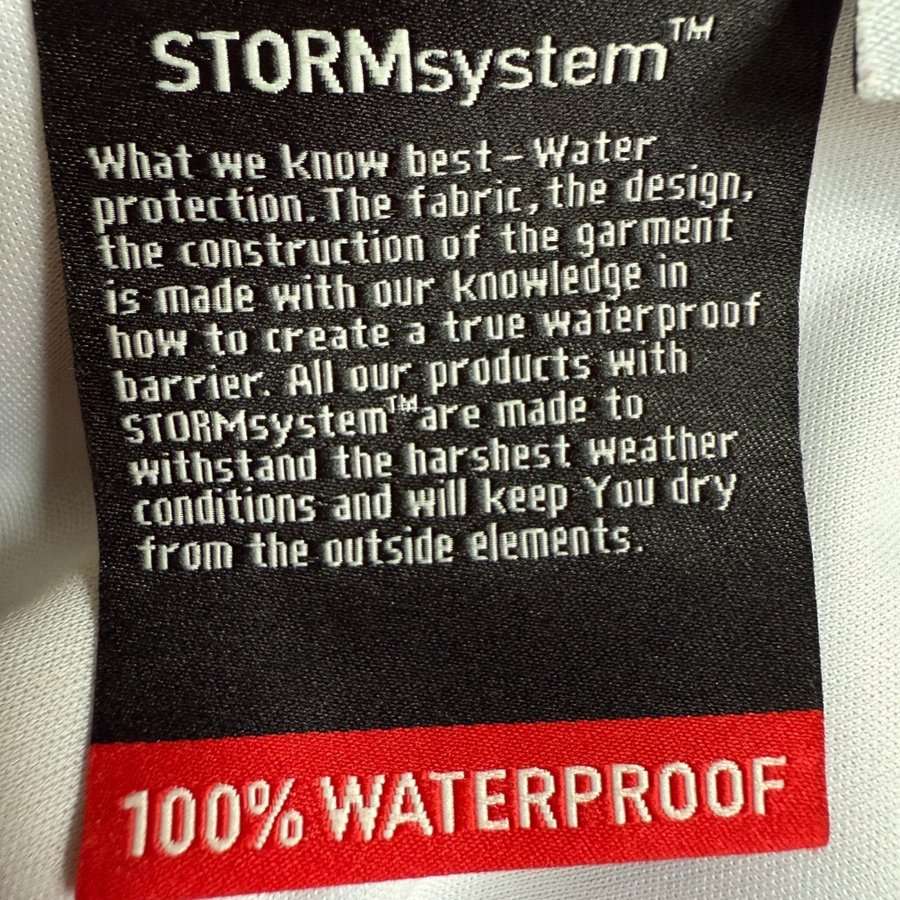 STORMsystem™
What we know best – Water
protection. The fabric, the design,
the construction of the garment
is made with our knowledge in
how to create a true waterproof
barrier. All our products with
STORMsystem™ are made to
withstand the harshest weather
conditions and will keep You dry
from the outside elements.
100% WATERPROOF